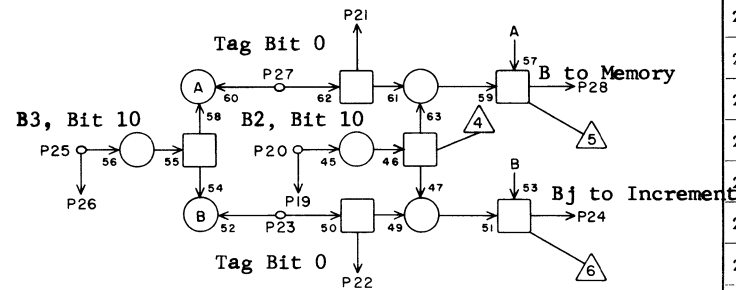 P21
Tag Bit 0
A
57
B to Memory
A
60
P27
62
61
59
P28
58
63
B3, Bit 10
B2, Bit 10
4
5
P25
56
55
P20
45
46
54
47
P26
P19
B
53
Bj to Increment
B
52
P23
50
49
51
P24
Tag Bit 0
P22
6